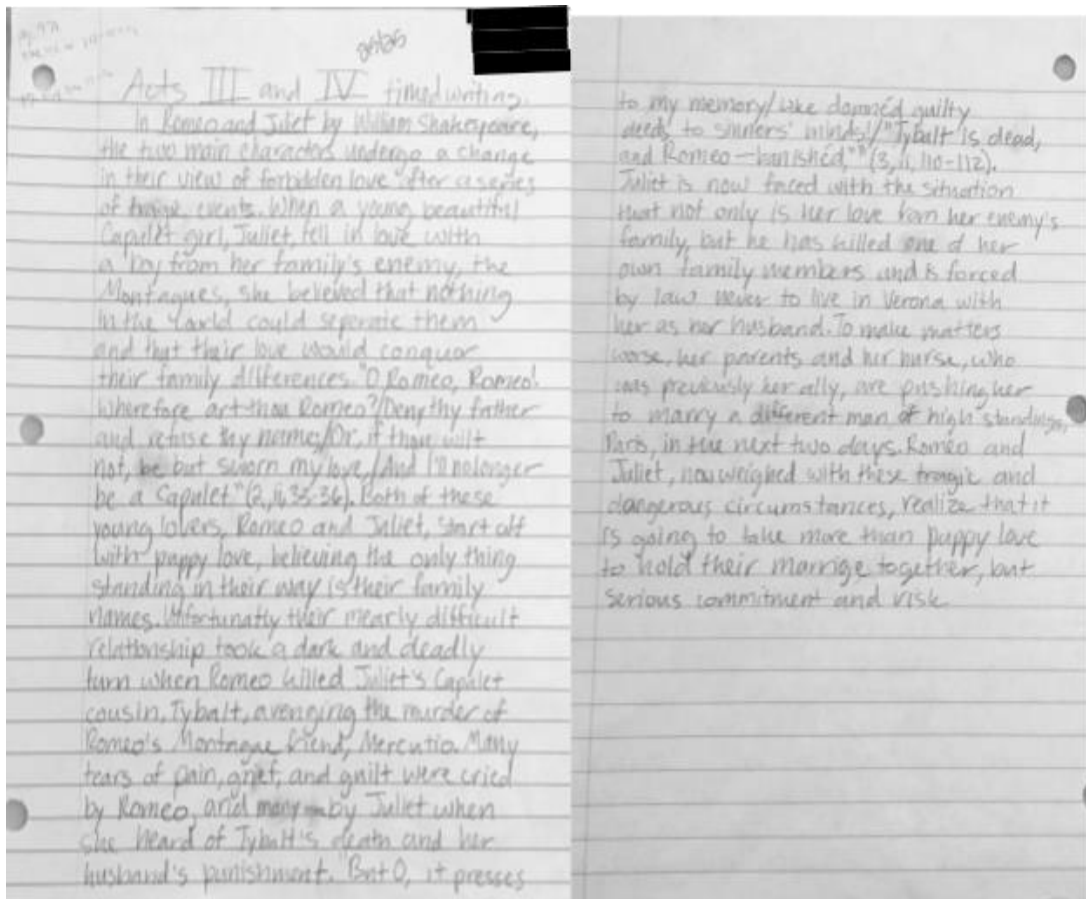 25/25
Acts III and IV timed writing.
In Romeo and Juliet by William Shakespeare,
the two main characters undergo a change
in their view of forbidden love after a series
of tragic events. When a young beautiful
Capulet girl, Juliet, fell in love with
a boy from her family's enemy, the
Montagues, she believed that nothing
in the world could seperate them
and that their love would conquor
their family differences. "O Romeo, Romeo!
Wherefore art thou Romeo?/Deny thy father
and refuse thy name;/Or, if thou wilt
not, be but sworn my love,/And I'll no longer
be a Capulet" (2,ii,33-36). Both of these
young lovers, Romeo and Juliet, start off
with puppy love, believing the only thing
standing in their way is their family
names. Unfortunatly their mearly difficult
relationship took a dark and deadly
turn when Romeo killed Juliet's Capulet
cousin, Tybalt, avenging the murder of
Romeo's Montague friend, Mercutio. Many
tears of pain, grief, and guilt were cried
by Romeo, and many by Juliet when
she heard of Tybalt's death and her
husband's punishment. "But O, it presses
to my memory/Like damnéd guilty
deeds to sinners' minds!/"Tybalt is dead,
and Romeo—banishéd"" (3,ii,110-112).
Juliet is now faced with the situation
that not only is her love from her enemy's
family, but he has killed one of her
own family members and is forced
by law never to live in Verona with
her as her husband. To make matters
worse, her parents and her nurse, who
was previously her ally, are pushing her
to marry a different man of high standings,
Paris, in the next two days. Romeo and
Juliet, now weighed with these tragic and
dangerous circumstances, realize that it
is going to take more than puppy love
to hold their marrige together, but
serious commitment and risk